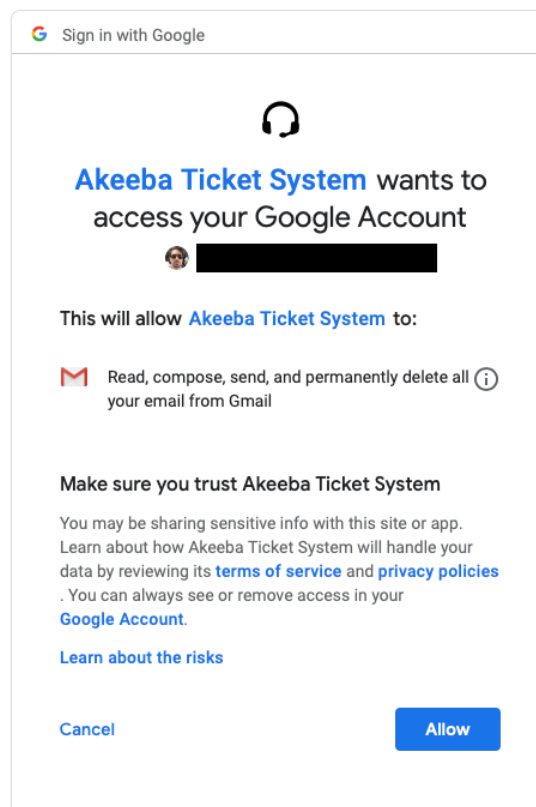 Sign in with Google
Akeeba Ticket System wants to
access your Google Account
This will allow Akeeba Ticket System to:
Read, compose, send, and permanently delete all
your email from Gmail
Make sure you trust Akeeba Ticket System
You may be sharing sensitive info with this site or app.
Learn about how Akeeba Ticket System will handle your
data by reviewing its terms of service and privacy policies
. You can always see or remove access in your
Google Account.
Learn about the risks
Cancel
Allow